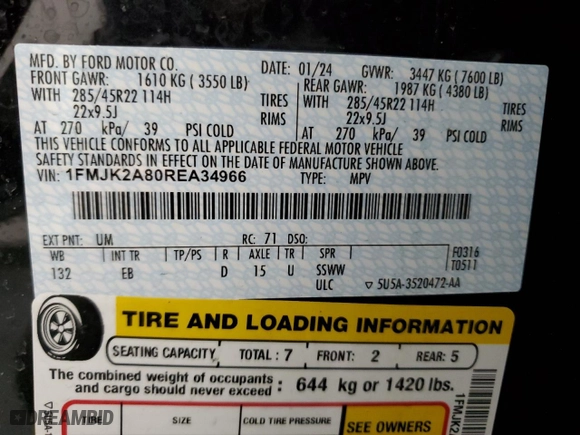 MFD. BY FORD MOTOR CO.
DATE: 01/24 GVWR: 3447 KG (7600 LB)
FRONT GAWR: 1610 KG (3550 LB)
REAR GAWR: 1987 KG (4380 LB)
WITH 285/45R22 114H TIRES
WITH 285/45R22 114H TIRES
22x9.5J RIMS
22x9.5J RIMS
AT 270 kPa/ 39 PSI COLD
AT 270 kPa/ 39 PSI COLD
THIS VEHICLE CONFORMS TO ALL APPLICABLE FEDERAL MOTOR VEHICLE
SAFETY STANDARDS IN EFFECT ON THE DATE OF MANUFACTURE SHOWN ABOVE.
VIN: 1FMJK2A80REA34966 TYPE: MPV
EXT PNT: UM RC: 71 DSO:
WB INT TR TP/PS R AXLE TR SPR F0316
132 EB D 15 U SSWW T0511
ULC ▽ 5U5A-3520472-AA
TIRE AND LOADING INFORMATION
SEATING CAPACITY TOTAL : 7 FRONT: 2 REAR: 5
The combined weight of occupants and cargo should never exceed : 644 kg or 1420 lbs.
TIRE SIZE COLD TIRE PRESSURE SEE OWNERS
1FMJK2
DREAMBID